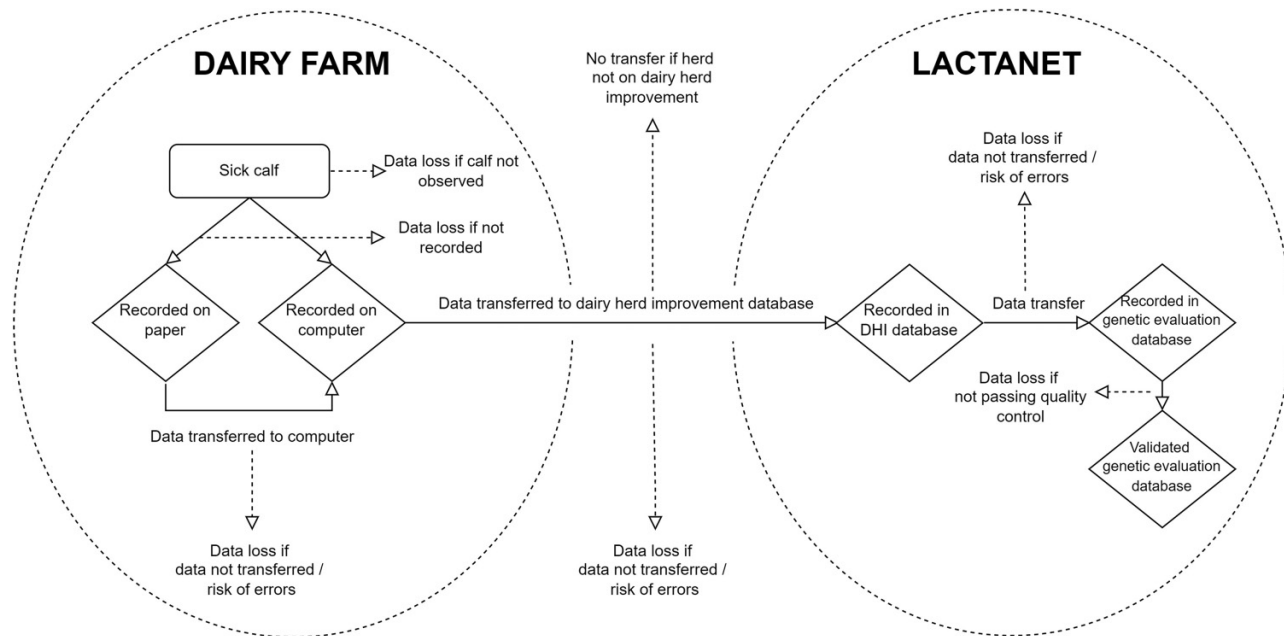 DAIRY FARM
No transfer if herd
not on dairy herd
improvement
LACTANET
Sick calf
Data loss if calf not
observed
Data loss if not
recorded
Recorded on
paper
Recorded on
computer
Data transferred to computer
Data loss if
data not transferred /
risk of errors
Data transferred to dairy herd improvement database
Data loss if
data not transferred /
risk of errors
Data loss if
data not transferred /
risk of errors
Recorded in
DHI database
Data transfer
Recorded in
genetic evaluation
database
Data loss if
not passing quality
control
Validated
genetic evaluation
database